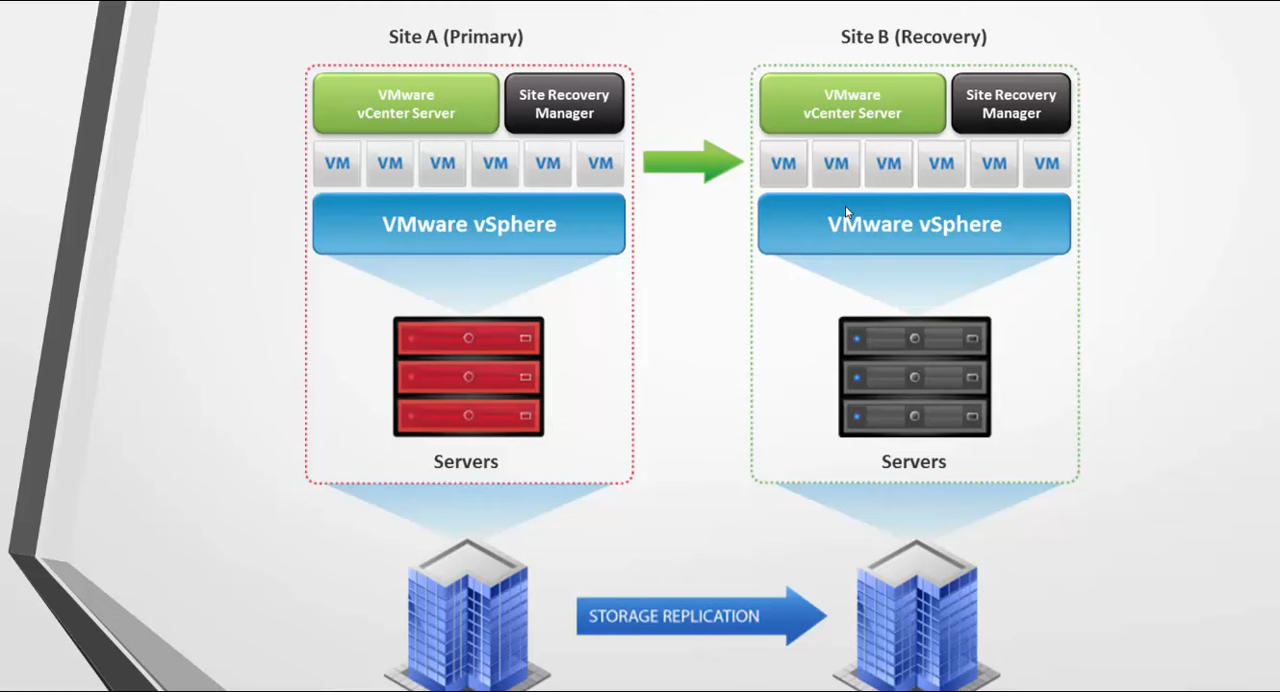 Site A (Primary)
Site B (Recovery)
VMware
vCenter Server
Site Recovery
Manager
VMware
vCenter Server
Site Recovery
Manager
VM VM VM VM VM VM
VM VM VM VM VM VM
VMware vSphere
VMware vSphere
Servers
Servers
STORAGE REPLICATION